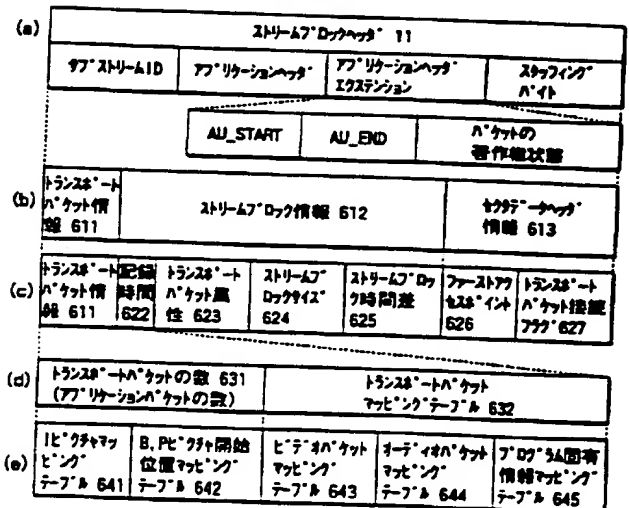 (a)
ストリームブロックヘッダ 11
サブストリームID
アプリケーションヘッダ
アプリケーションヘッダ
エクステンション
スタッフィング
バイト
AU_START
AU_END
パケットの
著作権状態
(b)
トランスポート
パケット情
報 611
ストリームブロック情報 612
セクタデータヘッダ
情報 613
(c)
トランスポート
パケット情
報 611
記録
時間
622
トランスポート
パケット属
性 623
ストリームブ
ロックサイズ
624
ストリームブロッ
ク時間差
625
ファーストアク
セスポイント
626
トランスポート
パケット接続
フラグ 627
(d)
トランスポートパケットの数 631
(アプリケーションパケットの数)
トランスポートパケット
マッピングテーブル 632
(e)
Iピクチャマッ
ピング
テーブル 641
B, Pピクチャ開始
位置マッピング
テーブル 642
ビデオパケット
マッピング
テーブル 643
オーディオパケット
マッピング
テーブル 644
プログラム固有
情報マッピング
テーブル 645